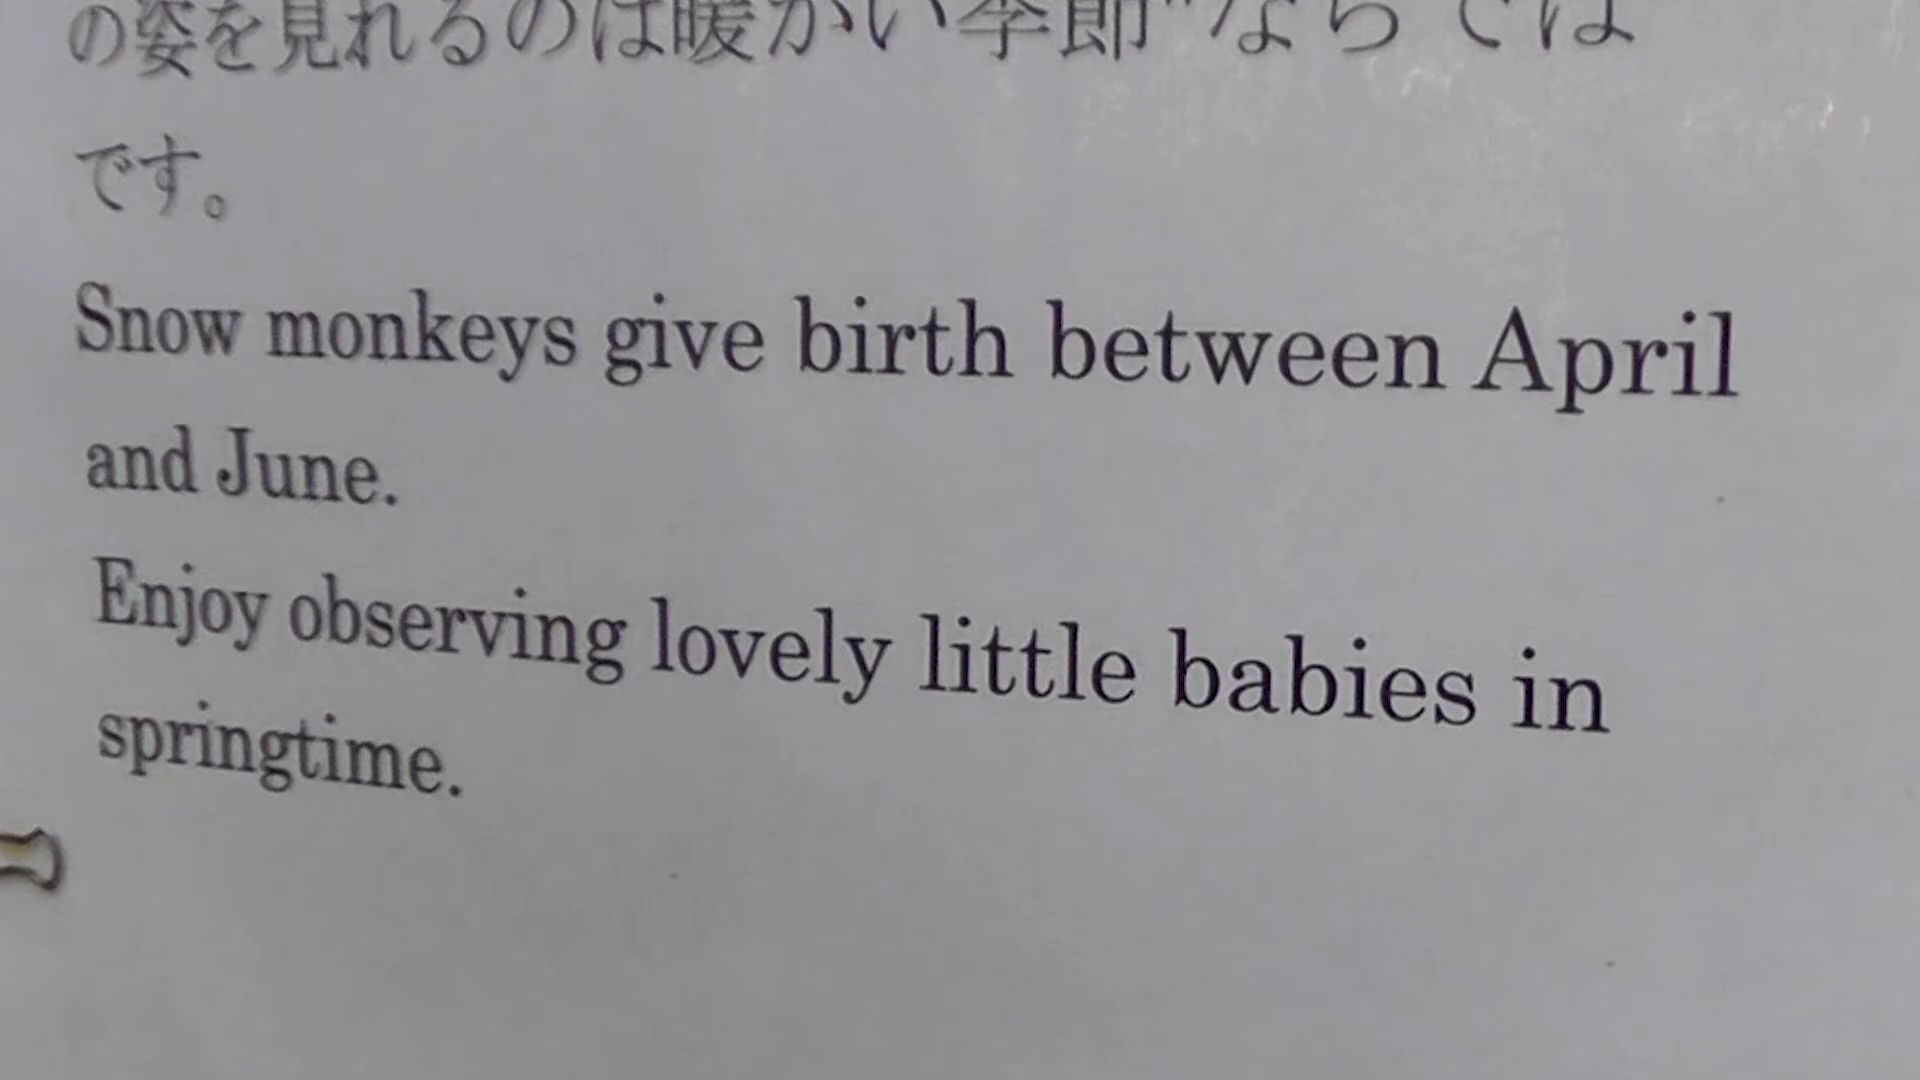 の姿を見れるのは暖かい季節”ならでは
です。
Snow monkeys give birth between April
and June.
Enjoy observing lovely little babies in
springtime.